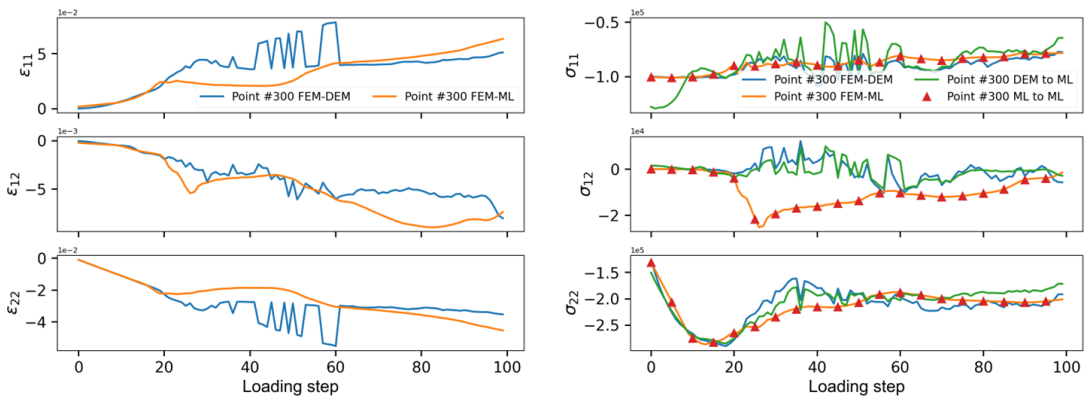 1e−2
5
0
ε11
Point #300 FEM-DEM
Point #300 FEM-ML
1e−3
0
−5
ε12
1e−2
0
−2
−4
ε22
0 20 40 60 80 100
Loading step
1e5
−0.5
−1.0
σ11
Point #300 FEM-DEM
Point #300 FEM-ML
Point #300 DEM to ML
Point #300 ML to ML
1e4
0
−2
σ12
1e5
−1.5
−2.0
−2.5
σ22
0 20 40 60 80 100
Loading step